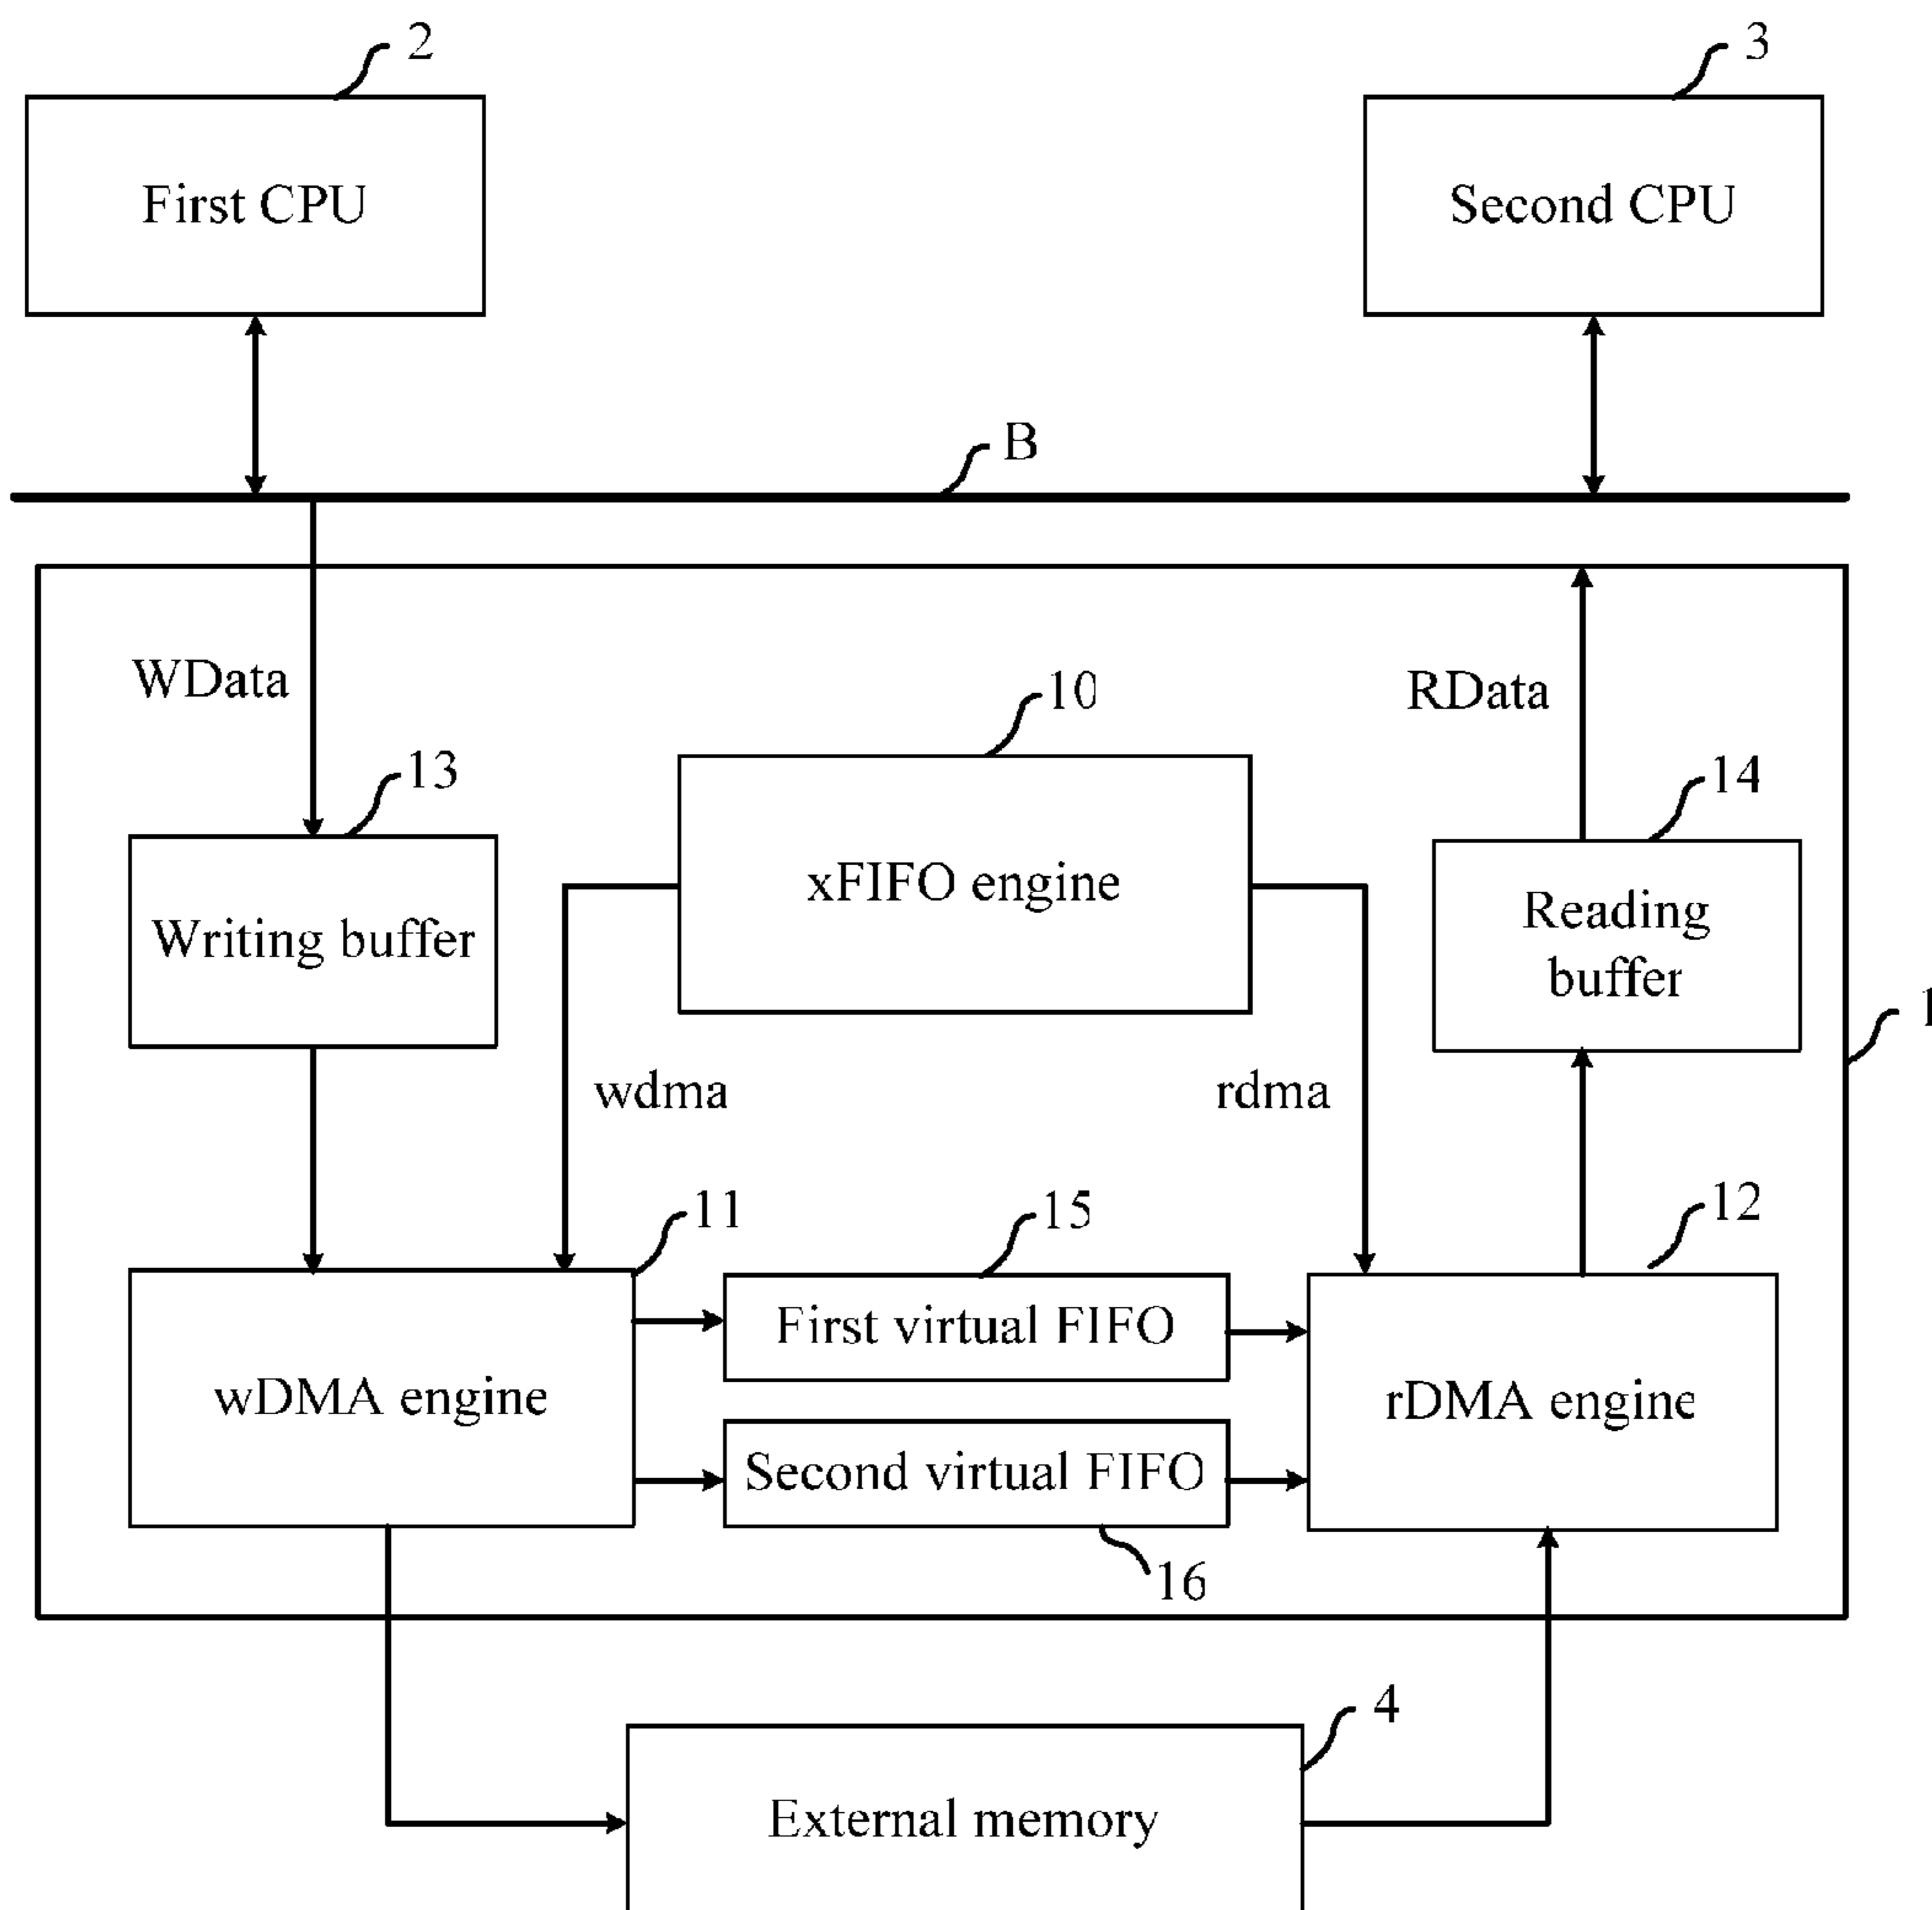 2
3
First CPU
Second CPU
B
WData
RData
10
13
14
xFIFO engine
Writing buffer
Reading
buffer
1
wdma
rdma
11
15
12
First virtual FIFO
wDMA engine
rDMA engine
Second virtual FIFO
16
4
External memory